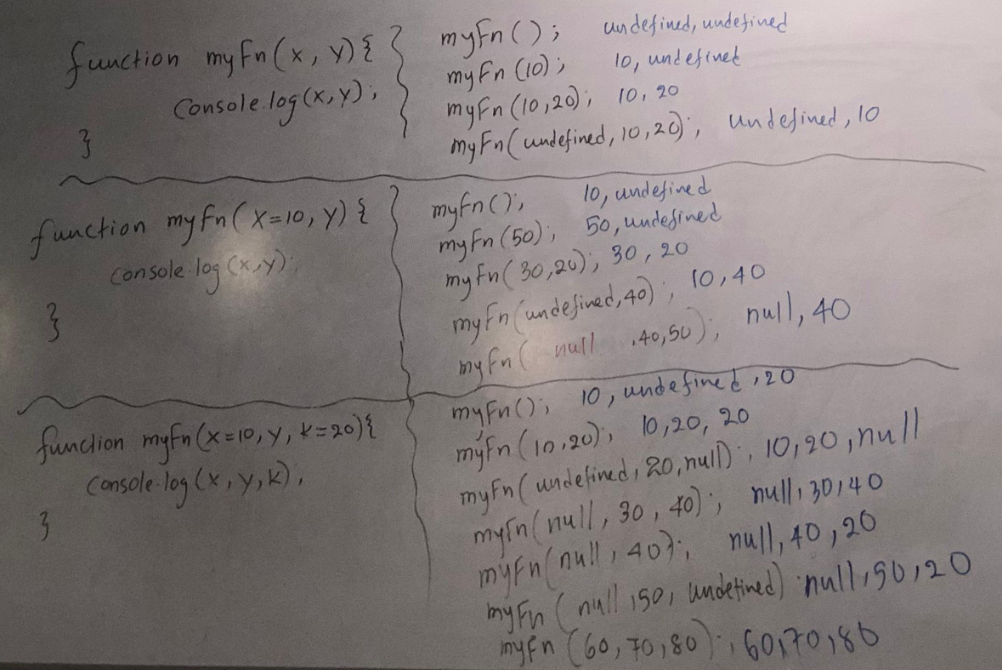 function myFn(x, y){
console.log(x,y);
}
myFn(); undefined, undefined
myFn(10); 10, undefined
myFn(10,20); 10, 20
myFn(undefined,10,20); undefined, 10
function myFn(x=10, y){
console.log(x,y);
}
myFn(); 10, undefined
myFn(50); 50, undefined
myFn(30,20); 30, 20
myFn(undefined,40); 10, 40
myFn( null ,40,50); null, 40
function myFn(x=10, y, k=20){
console.log(x, y, k);
}
myFn(); 10, undefined, 20
myFn(10,20); 10,20, 20
myFn(undefined, 20, null); 10, 20, null
myFn(null, 30, 40); null, 30, 40
myFn(null, 40); null, 40, 20
myFn(null, 50, undefined) null, 50, 20
myFn(60, 70, 80); 60, 70, 80